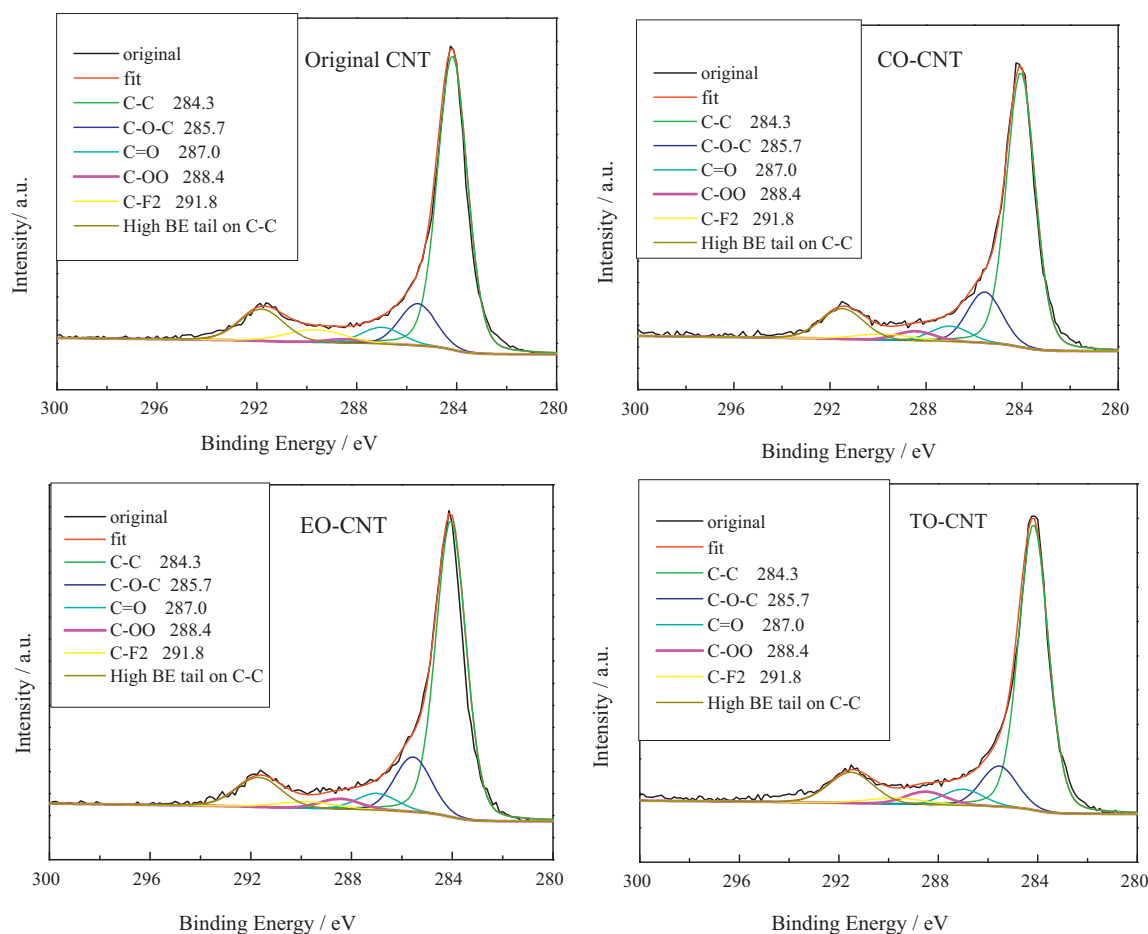 Original CNT
original
fit
C-C 284.3
C-O-C 285.7
C=O 287.0
C-OO 288.4
C-F2 291.8
High BE tail on C-C
Intensity/ a.u.
300 296 292 288 284 280
Binding Energy / eV
CO-CNT
original
fit
C-C 284.3
C-O-C 285.7
C=O 287.0
C-OO 288.4
C-F2 291.8
High BE tail on C-C
Intensity / a.u.
300 296 292 288 284 280
Binding Energy / eV
EO-CNT
original
fit
C-C 284.3
C-O-C 285.7
C=O 287.0
C-OO 288.4
C-F2 291.8
High BE tail on C-C
Intensity / a.u.
300 296 292 288 284 280
Binding Energy / eV
TO-CNT
original
fit
C-C 284.3
C-O-C 285.7
C=O 287.0
C-OO 288.4
C-F2 291.8
High BE tail on C-C
Intensity / a.u.
300 296 292 288 284 280
Binding Energy / eV